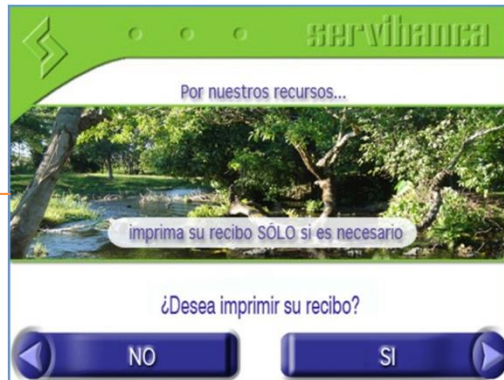 servibanca
Por nuestros recursos...
imprima su recibo SÓLO si es necesario
¿Desea imprimir su recibo?
NO
SI